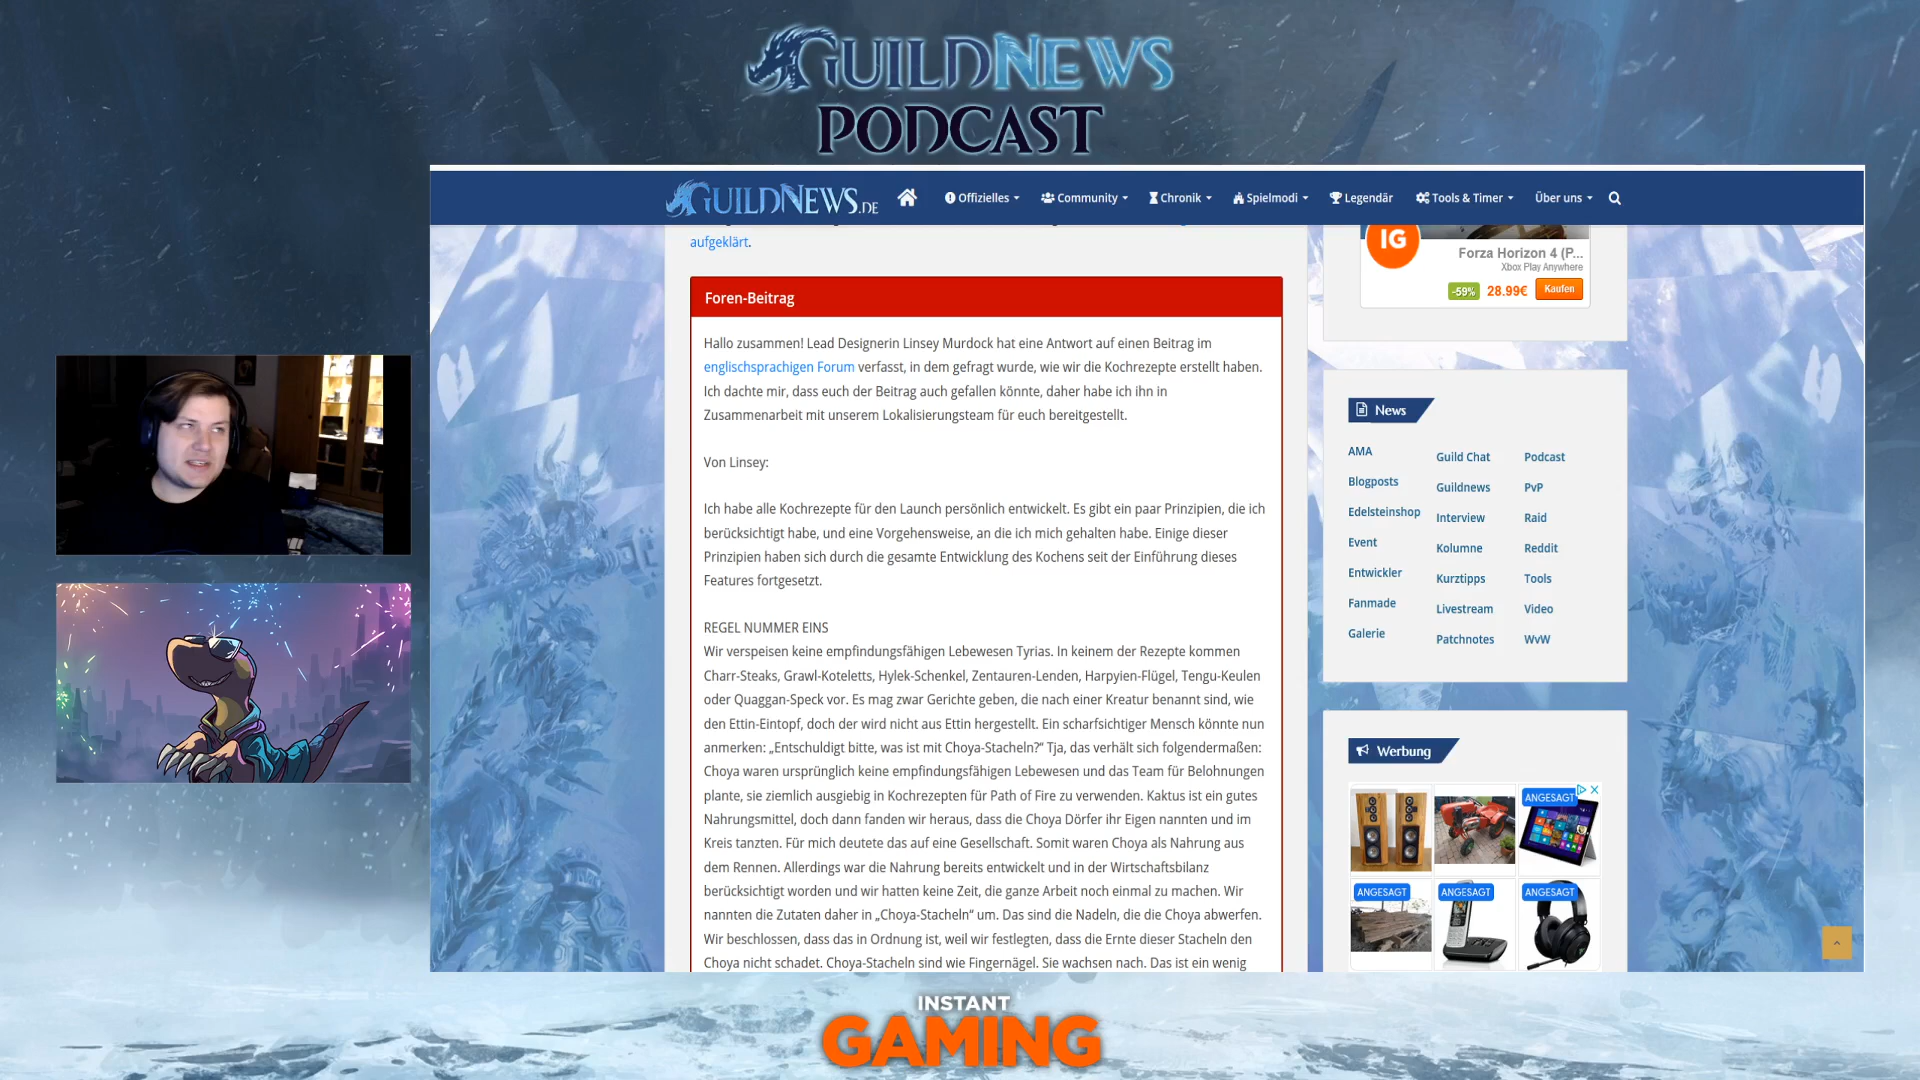 GUILDNEWS
PODCAST
GUILDNEWS.DE
Offizielles
Community
Chronik
Spielmodi
Legendär
Tools & Timer
Über uns
aufgeklärt.
Foren-Beitrag
Hallo zusammen! Lead Designerin Linsey Murdock hat eine Antwort auf einen Beitrag im
englischsprachigen Forum verfasst, in dem gefragt wurde, wie wir die Kochrezepte erstellt haben.
Ich dachte mir, dass euch der Beitrag auch gefallen könnte, daher habe ich ihn in
Zusammenarbeit mit unserem Lokalisierungsteam für euch bereitgestellt.
Von Linsey:
Ich habe alle Kochrezepte für den Launch persönlich entwickelt. Es gibt ein paar Prinzipien, die ich
berücksichtigt habe, und eine Vorgehensweise, an die ich mich gehalten habe. Einige dieser
Prinzipien haben sich durch die gesamte Entwicklung des Kochens seit der Einführung dieses
Features fortgesetzt.
REGEL NUMMER EINS
Wir verspeisen keine empfindungsfähigen Lebewesen Tyrias. In keinem der Rezepte kommen
Charr-Steaks, Grawl-Koteletts, Hylek-Schenkel, Zentauren-Lenden, Harpyien-Flügel, Tengu-Keulen
oder Quaggan-Speck vor. Es mag zwar Gerichte geben, die nach einer Kreatur benannt sind, wie
den Ettin-Eintopf, doch der wird nicht aus Ettin hergestellt. Ein scharfsichtiger Mensch könnte nun
anmerken: „Entschuldigt bitte, was ist mit Choya-Stacheln?“ Tja, das verhält sich folgendermaßen:
Choya waren ursprünglich keine empfindungsfähigen Lebewesen und das Team für Belohnungen
plante, sie ziemlich ausgiebig in Kochrezepten für Path of Fire zu verwenden. Kaktus ist ein gutes
Nahrungsmittel, doch dann fanden wir heraus, dass die Choya Dörfer ihr Eigen nannten und im
Kreis tanzten. Für mich deutete das auf eine Gesellschaft. Somit waren Choya als Nahrung aus
dem Rennen. Allerdings war die Nahrung bereits entwickelt und in der Wirtschaftsbilanz
berücksichtigt worden und wir hatten keine Zeit, die ganze Arbeit noch einmal zu machen. Wir
nannten die Zutaten daher in „Choya-Stacheln“ um. Das sind die Nadeln, die die Choya abwerfen.
Wir beschlossen, dass das in Ordnung ist, weil wir festlegten, dass die Ernte dieser Stacheln den
Choya nicht schadet. Choya-Stacheln sind wie Fingernägel. Sie wachsen nach. Das ist ein wenig
IG
Forza Horizon 4 (P...
Xbox Play Anywhere
-59% 28.99€ Kaufen
News
AMA
Blogposts
Edelsteinshop
Event
Entwickler
Fanmade
Galerie
Guild Chat
Guildnews
Interview
Kolumne
Kurztipps
Livestream
Patchnotes
Podcast
PvP
Raid
Reddit
Tools
Video
WvW
Werbung
ANGESAGT
ANGESAGT
ANGESAGT
ANGESAGT
INSTANT
GAMING